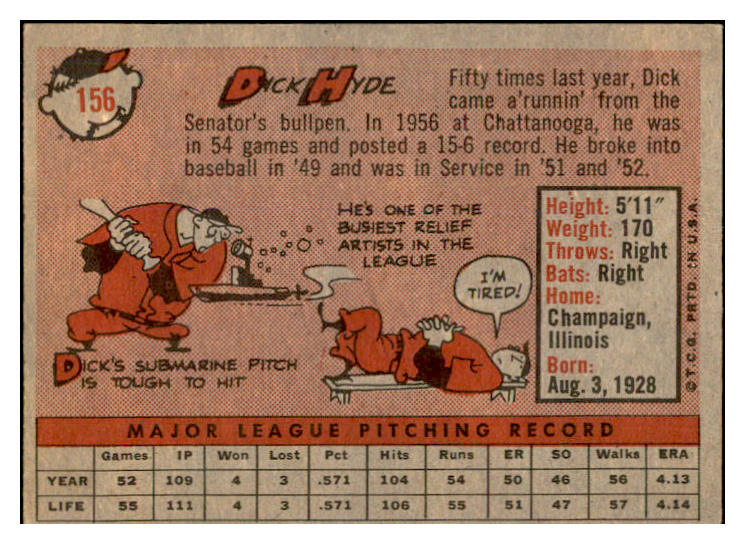 156
DICK HYDE
Fifty times last year, Dick
came a'runnin' from the
Senator's bullpen. In 1956 at Chattanooga, he was
in 54 games and posted a 15-6 record. He broke into
baseball in '49 and was in Service in '51 and '52.
HE'S ONE OF THE
BUSIEST RELIEF
ARTISTS IN THE
LEAGUE
I'M
TIRED!
DICK'S SUBMARINE PITCH
IS TOUGH TO HIT
Height: 5'11"
Weight: 170
Throws: Right
Bats: Right
Home:
Champaign,
Illinois
Born:
Aug. 3, 1928
© T.C.G. PRTD. IN U.S.A.
MAJOR LEAGUE PITCHING RECORD
Games IP Won Lost Pct Hits Runs ER SO Walks ERA
YEAR 52 109 4 3 .571 104 54 50 46 56 4.13
LIFE 55 111 4 3 .571 106 55 51 47 57 4.14